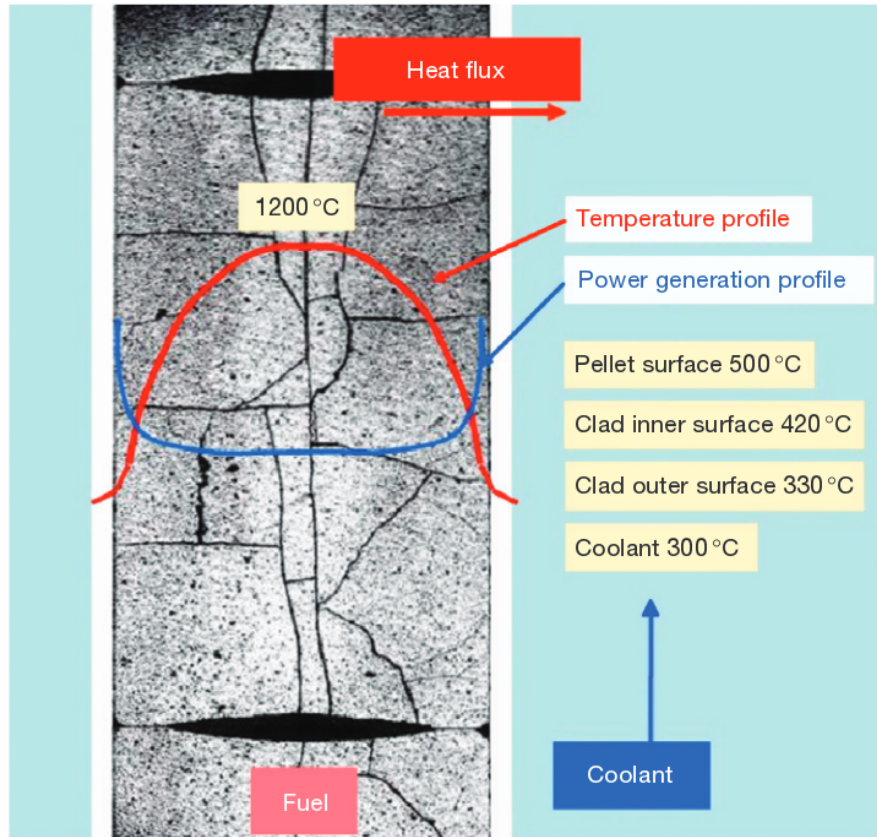 Heat flux
1200 °C
Temperature profile
Power generation profile
Pellet surface 500 °C
Clad inner surface 420 °C
Clad outer surface 330 °C
Coolant 300 °C
Coolant
Fuel